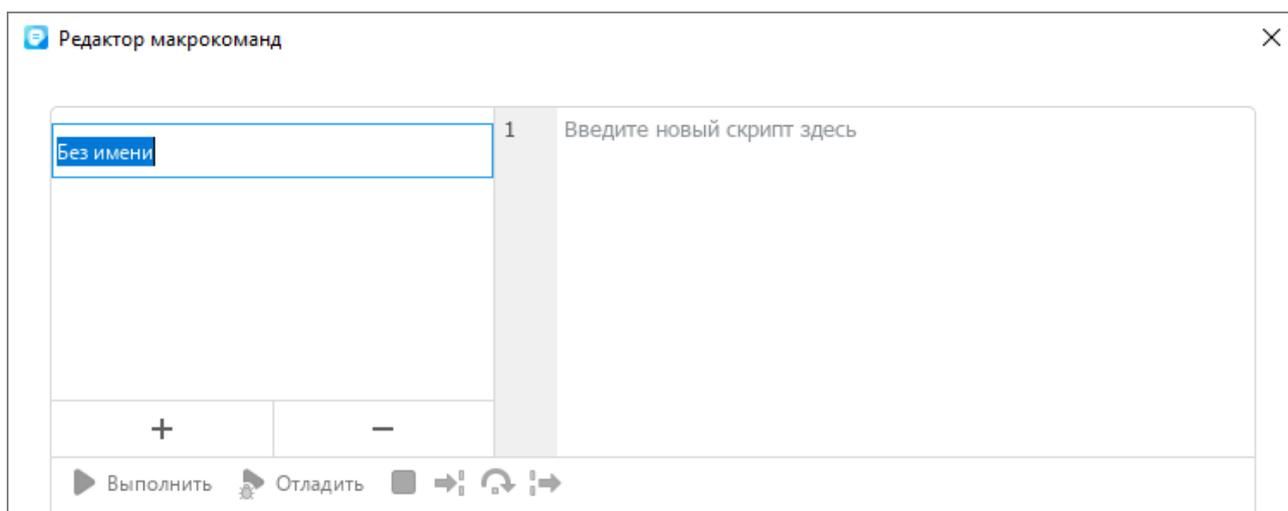 Редактор макрокоманд
Без имени
1 Введите новый скрипт здесь
Выполнить Отладить